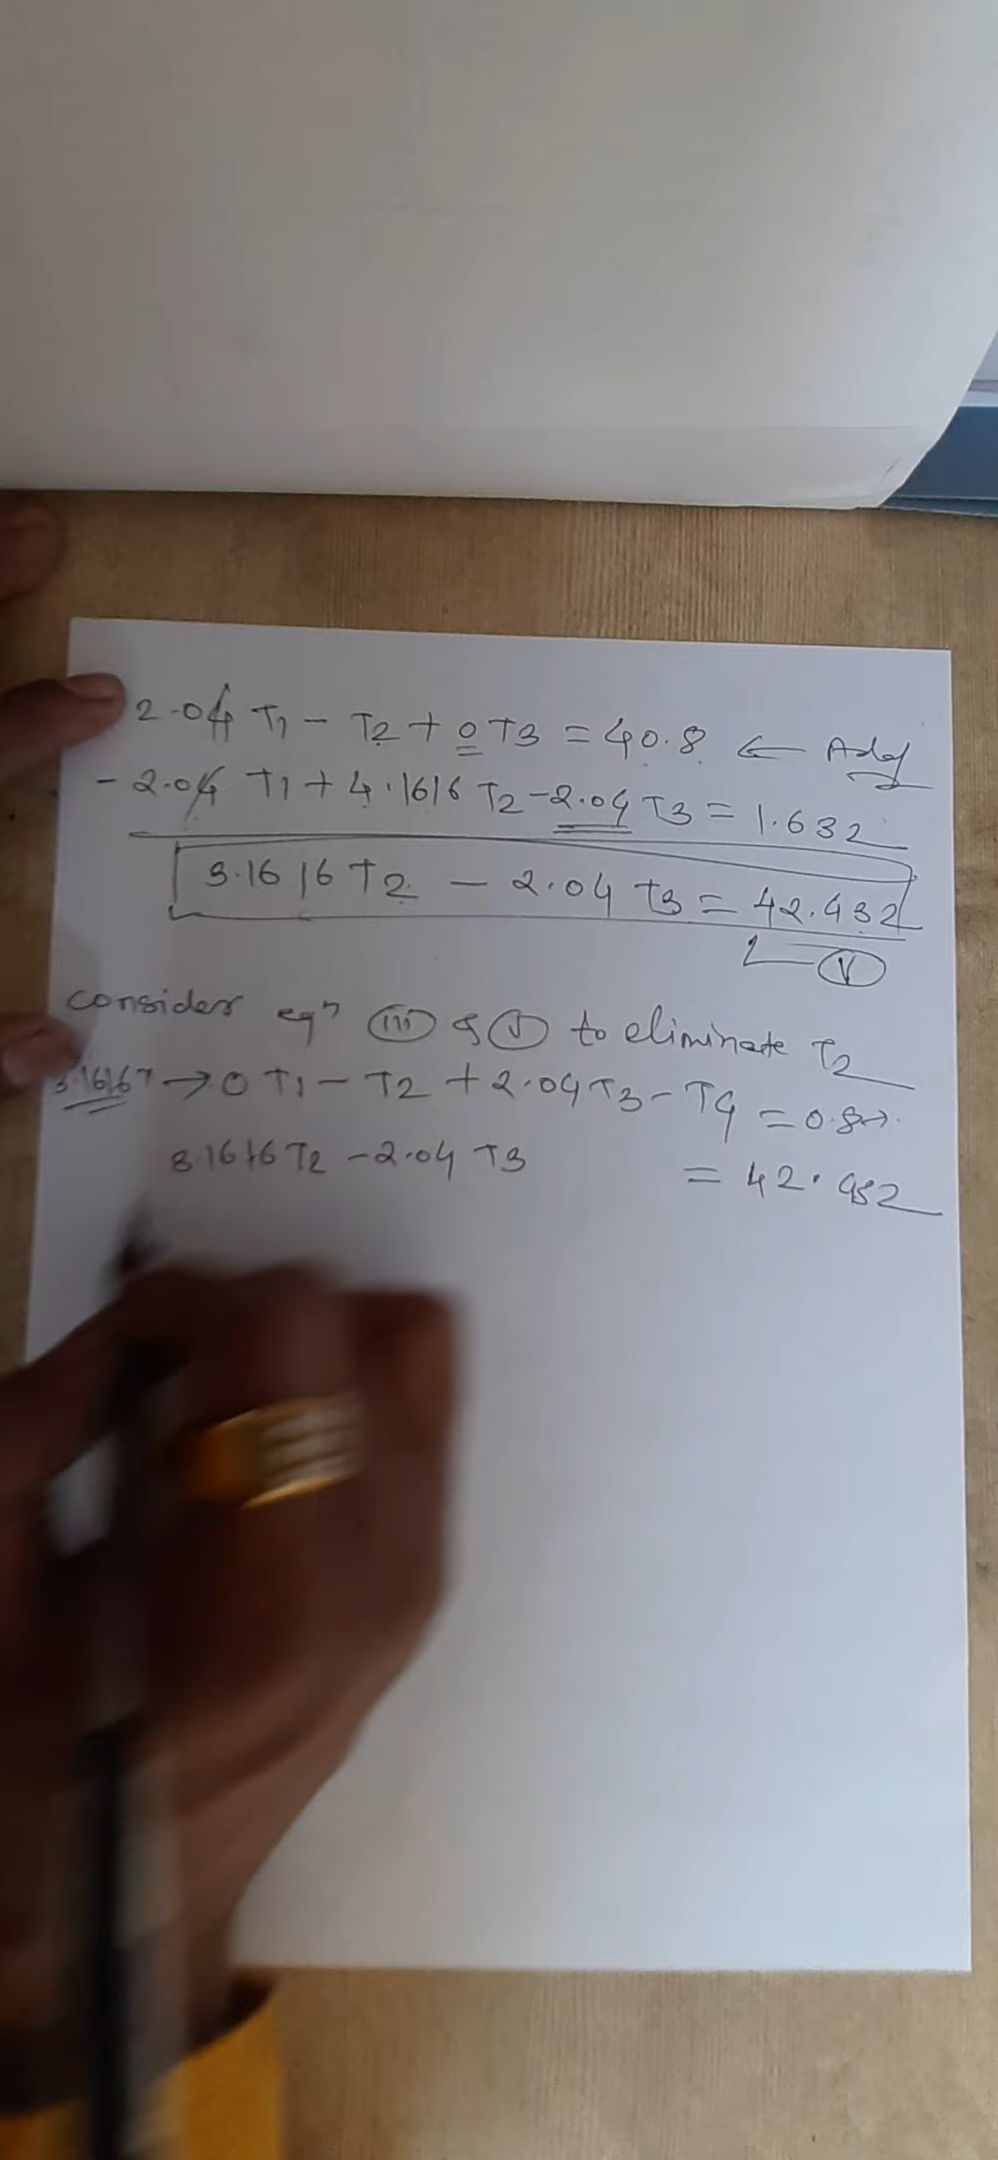 2.04 T1 - T2 + 0 T3 = 40.8 ← Add
- 2.04 T1 + 4.1616 T2 - 2.04 T3 = 1.632
3.1616 T2 - 2.04 T3 = 42.432
V
consider eqn (iii) & (V) to eliminate T2
→ 0 T1 - T2 + 2.04 T3 - T4 = 0.8
3.1616 T2 - 2.04 T3 = 42.432